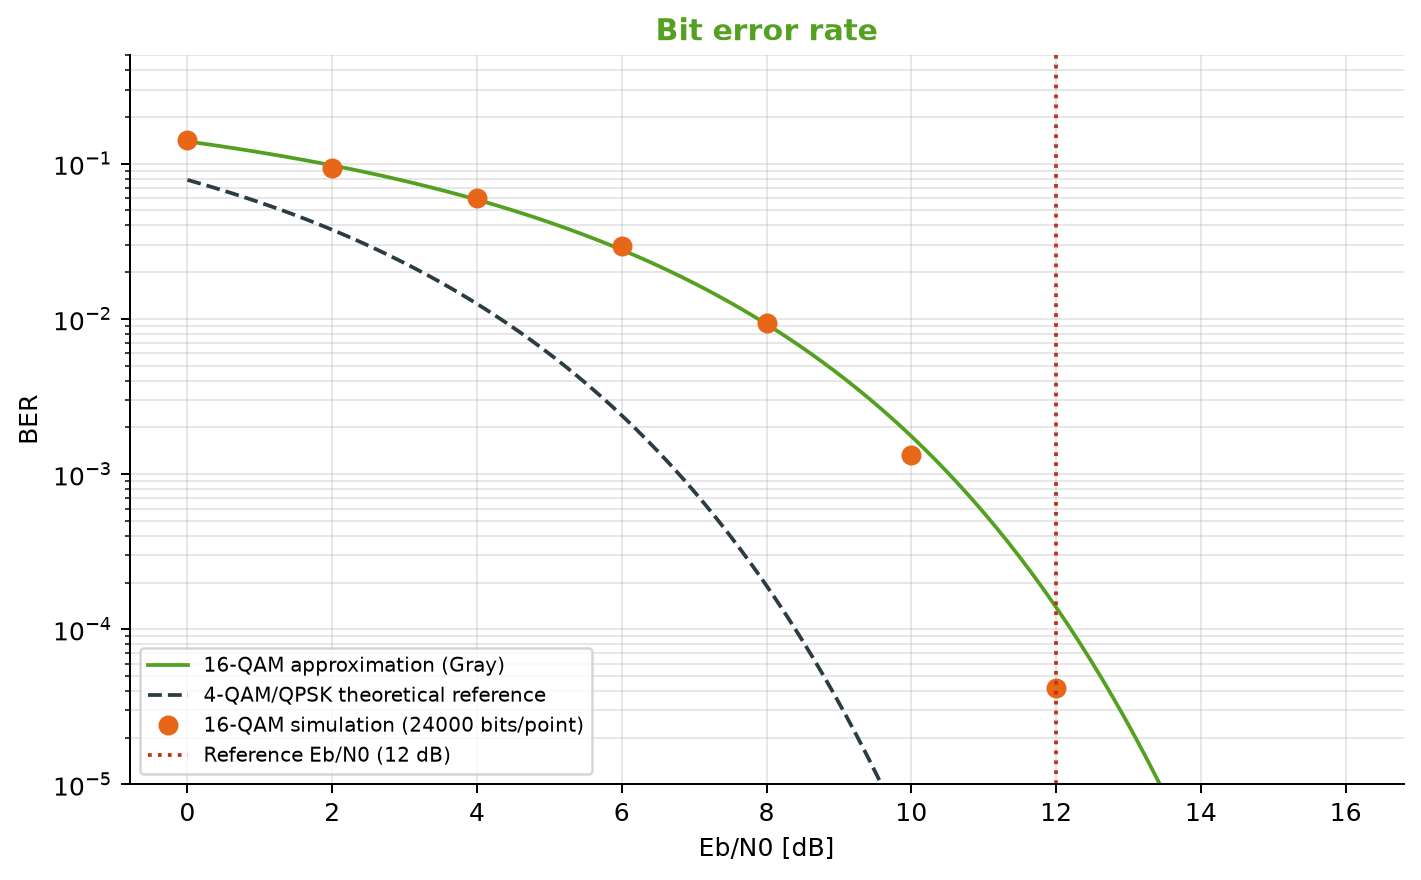 Bit error rate
BER
10⁻¹
10⁻²
10⁻³
10⁻⁴
10⁻⁵
16-QAM approximation (Gray)
4-QAM/QPSK theoretical reference
16-QAM simulation (24000 bits/point)
Reference Eb/N0 (12 dB)
0 2 4 6 8 10 12 14 16
Eb/N0 [dB]